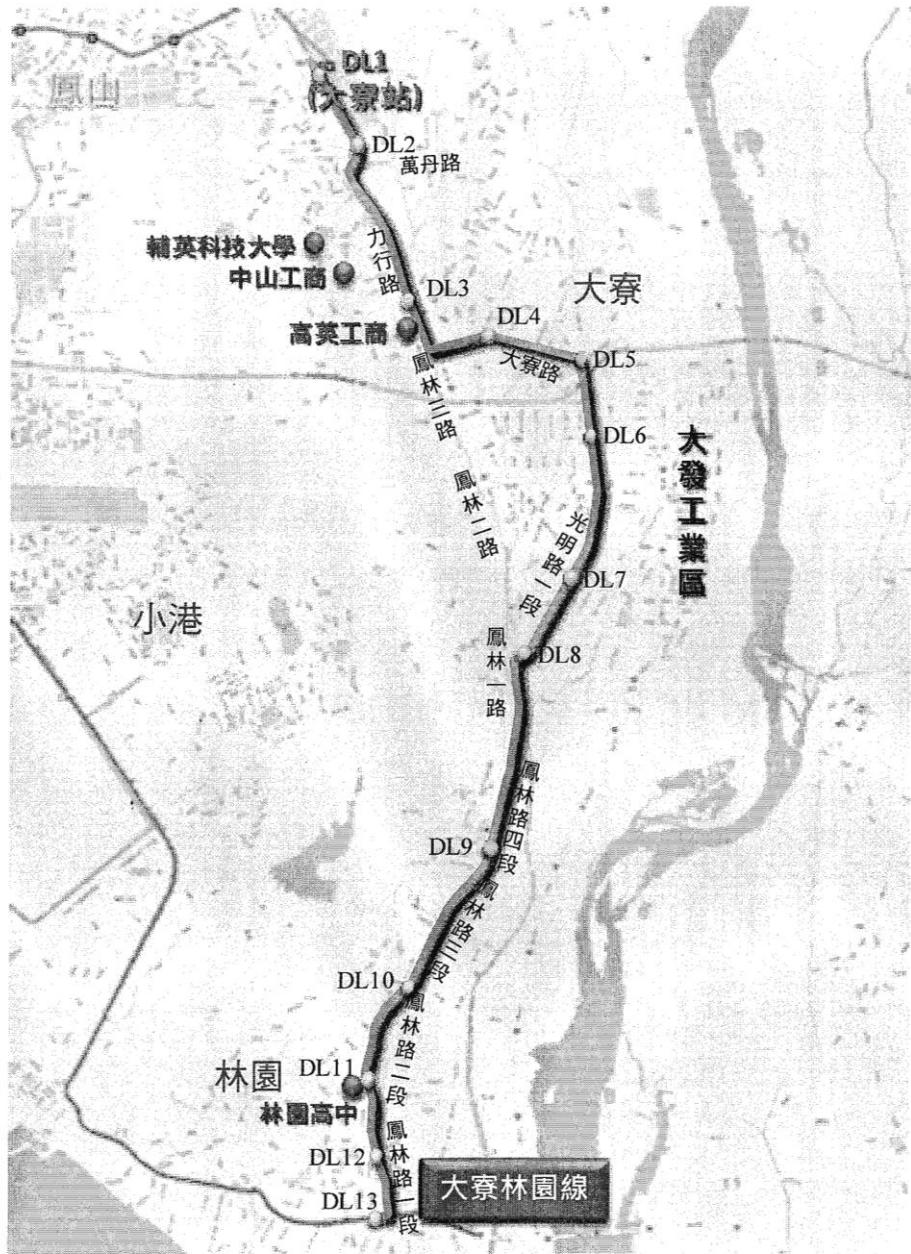 鳳山
DL1
(大寮站)
DL2
萬丹路
力行路
輔英科技大學
中山工商
DL3
大寮
高英工商
DL4
大寮路
DL5
鳳林三路
DL6
大發工業區
鳳林二路
光明路一段
DL7
小港
鳳林一路
DL8
鳳林路四段
DL9
鳳林路三段
DL10
鳳林路二段
林園
DL11
林園高中
鳳林路一段
DL12
大寮林園線
DL13